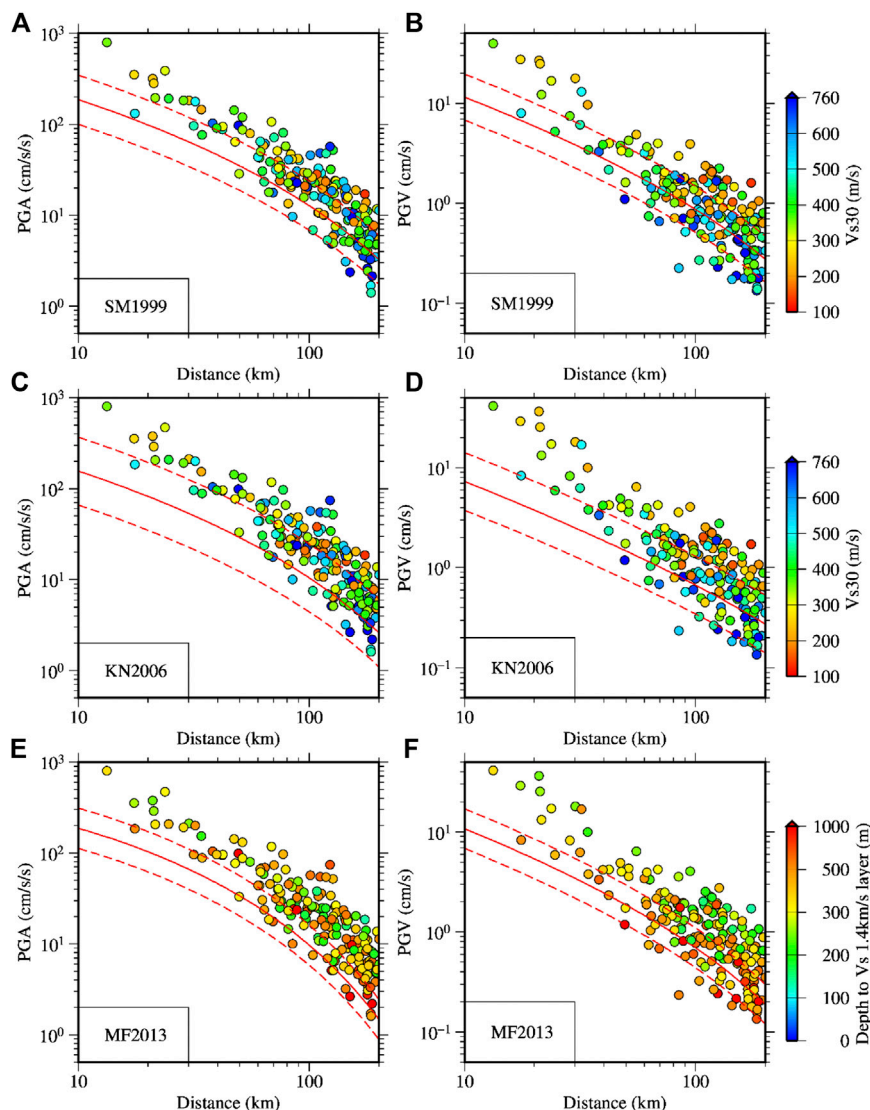 A
10³
10²
10¹
10⁰
PGA (cm/s/s)
SM1999
10
100
Distance (km)
B
10¹
10⁰
10⁻¹
PGV (cm/s)
SM1999
10
100
Distance (km)
760
600
500
400
300
200
100
Vs30 (m/s)
C
10³
10²
10¹
10⁰
PGA (cm/s/s)
KN2006
10
100
Distance (km)
D
10¹
10⁰
10⁻¹
PGV (cm/s)
KN2006
10
100
Distance (km)
760
600
500
400
300
200
100
Vs30 (m/s)
E
10³
10²
10¹
10⁰
PGA (cm/s/s)
MF2013
10
100
Distance (km)
F
10¹
10⁰
10⁻¹
PGV (cm/s)
MF2013
10
100
Distance (km)
1000
500
400
300
200
100
0
Depth to Vs 1.4km/s layer (m)